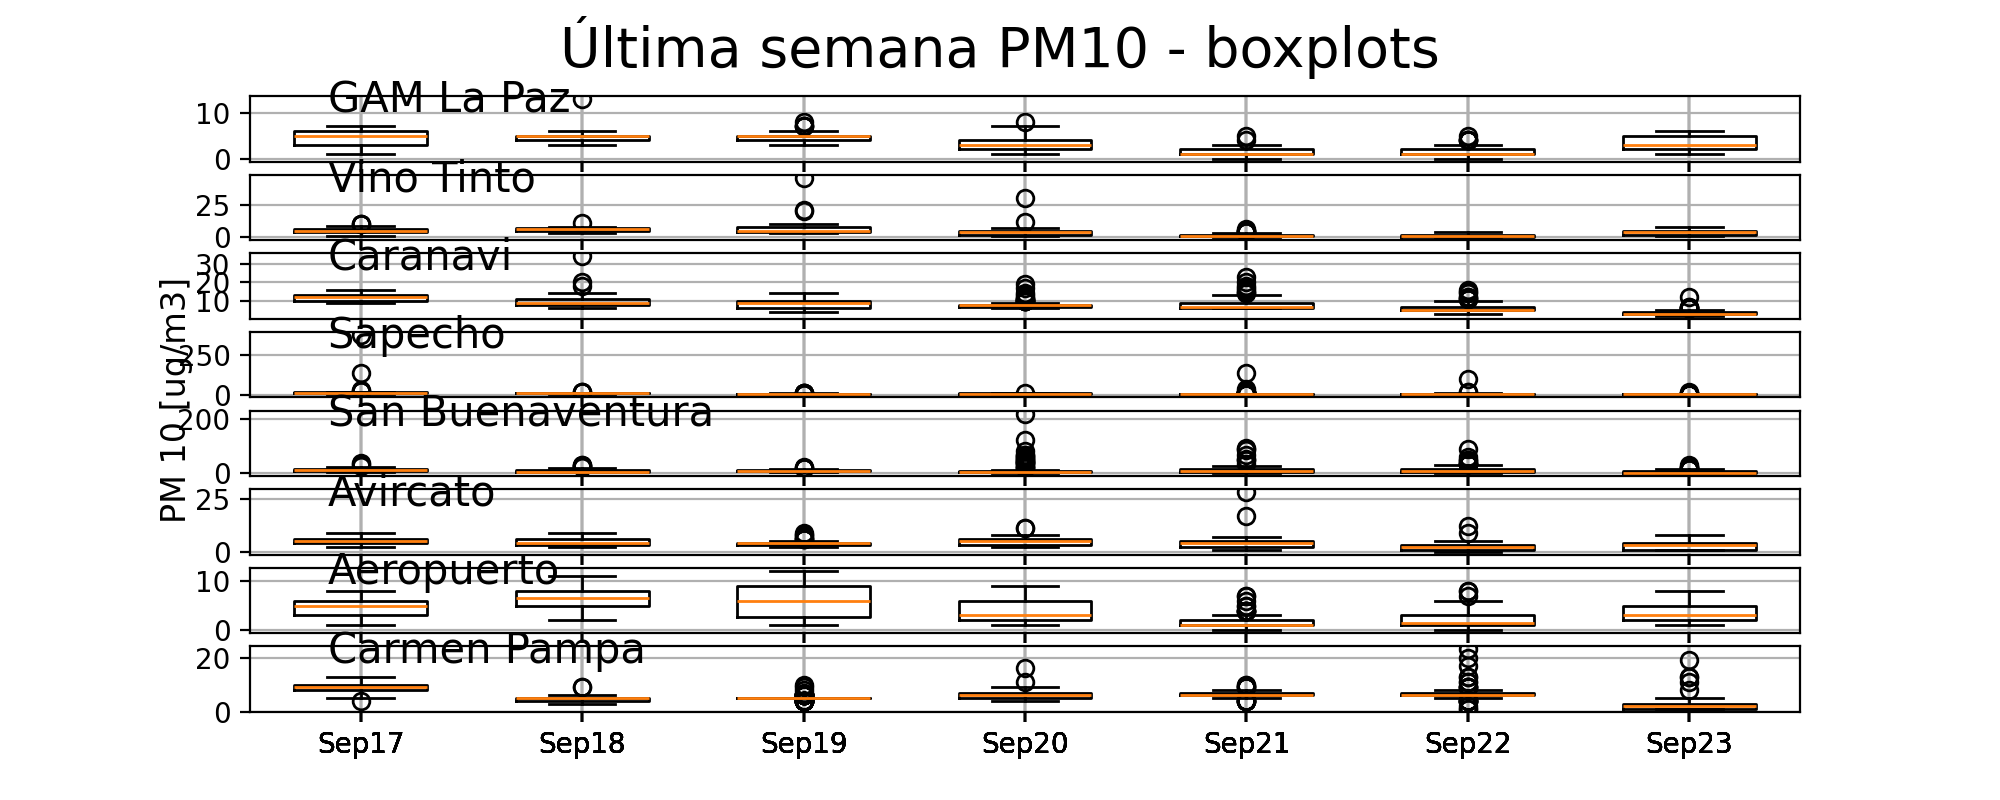 Última semana PM10 - boxplots
GAM La Paz
10
0
Vino Tinto
25
0
Caranavi
30
20
10
Sapecho
250
0
San Buenaventura
200
0
Avircato
25
0
Aeropuerto
10
0
Carmen Pampa
20
0
PM 10 [ug/m3]
Sep17 Sep18 Sep19 Sep20 Sep21 Sep22 Sep23